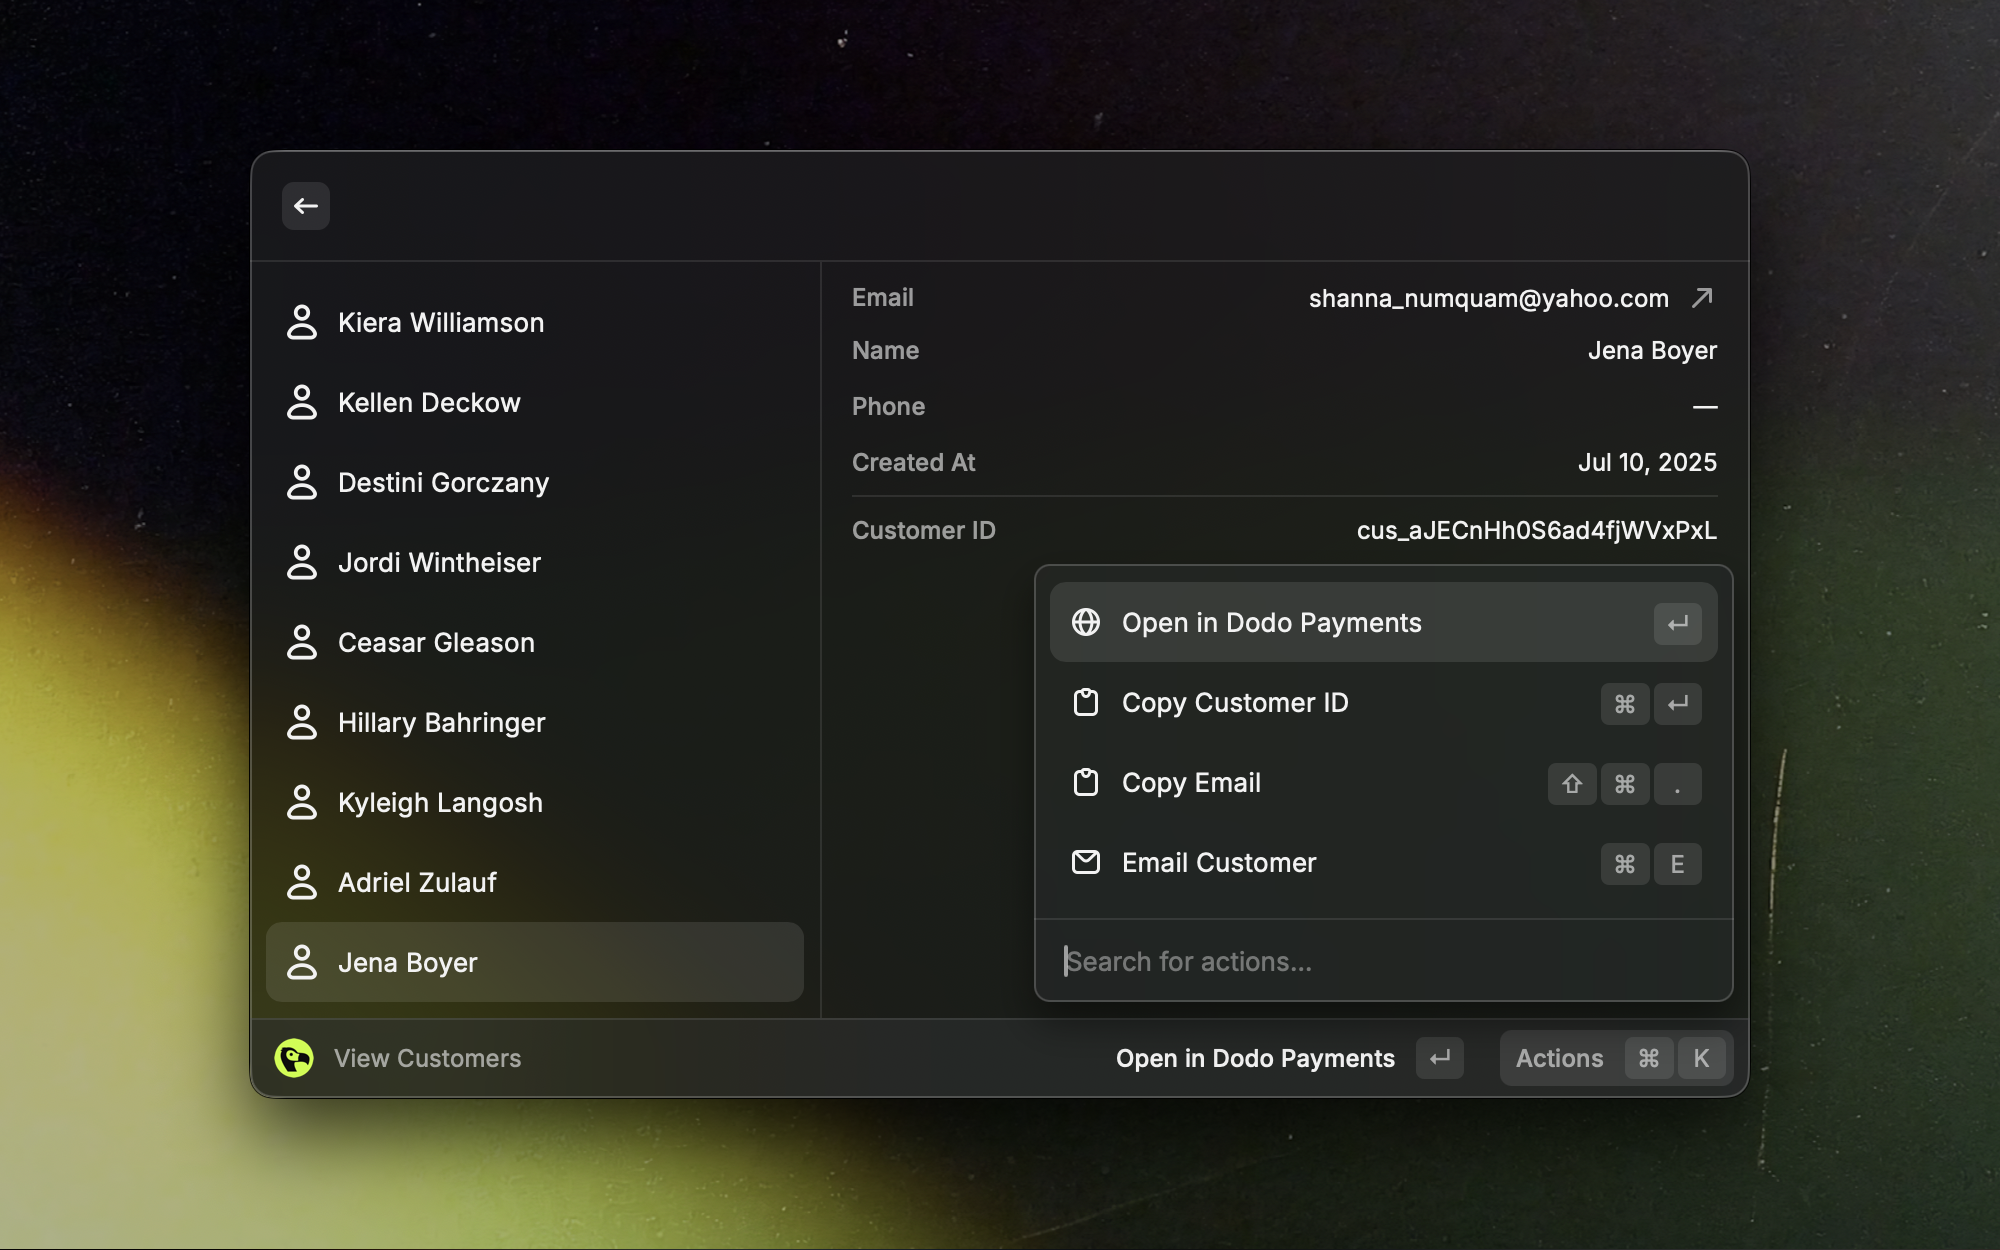 Kiera Williamson
Kellen Deckow
Destini Gorczany
Jordi Wintheiser
Ceasar Gleason
Hillary Bahringer
Kyleigh Langosh
Adriel Zulauf
Jena Boyer
Email shanna_numquam@yahoo.com
Name Jena Boyer
Phone —
Created At Jul 10, 2025
Customer ID cus_aJECnHh0S6ad4fjWVxPxL
Open in Dodo Payments ↵
Copy Customer ID ⌘ ↵
Copy Email ⇧ ⌘ .
Email Customer ⌘ E
Search for actions...
View Customers Open in Dodo Payments ↵ Actions ⌘ K